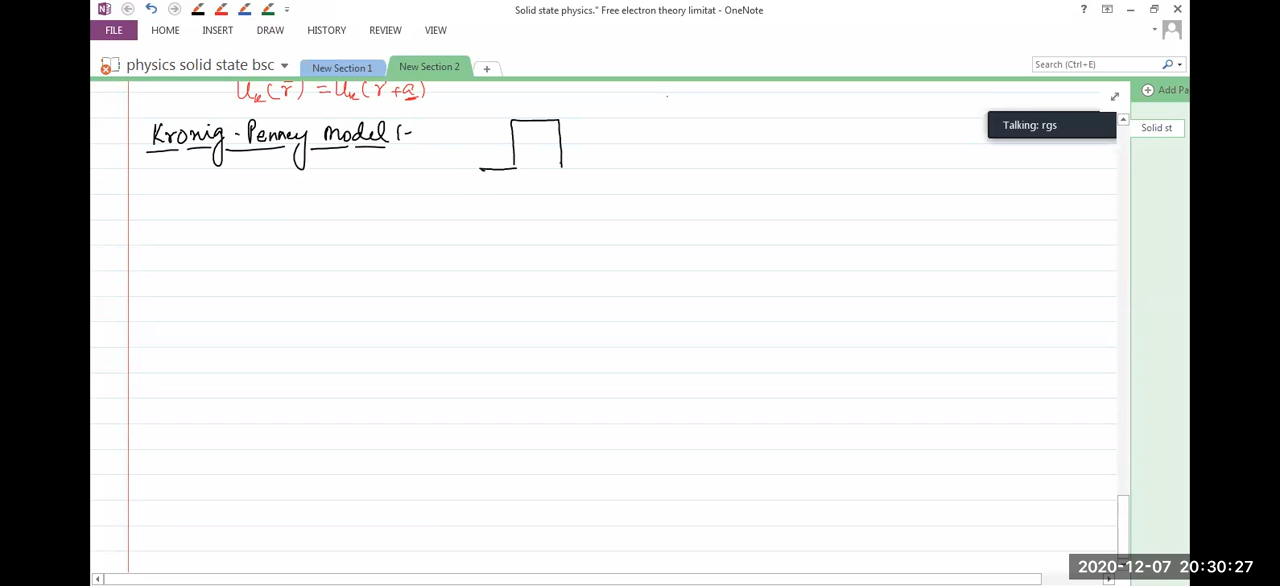 Solid state physics." Free electron theory limitat - OneNote
FILE HOME INSERT DRAW HISTORY REVIEW VIEW
physics solid state bsc New Section 1 New Section 2 + Search (Ctrl+E)
Uk(r̄) = Uk(r+a)
Add Pa
Kronig-Penney Model :-
Talking: rgs
Solid st
2020-12-07 20:30:27